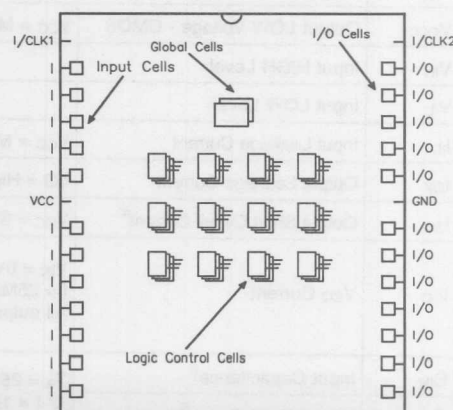 I/CLK1
Global Cells
I/O Cells
I/CLK2
Input Cells
I
I/O
I
I/O
I
I/O
I
I/O
I
I/O
VCC
GND
I
I/O
I
I/O
I
I/O
I
I/O
I
I/O
I
I/O
I
I/O
Logic Control Cells